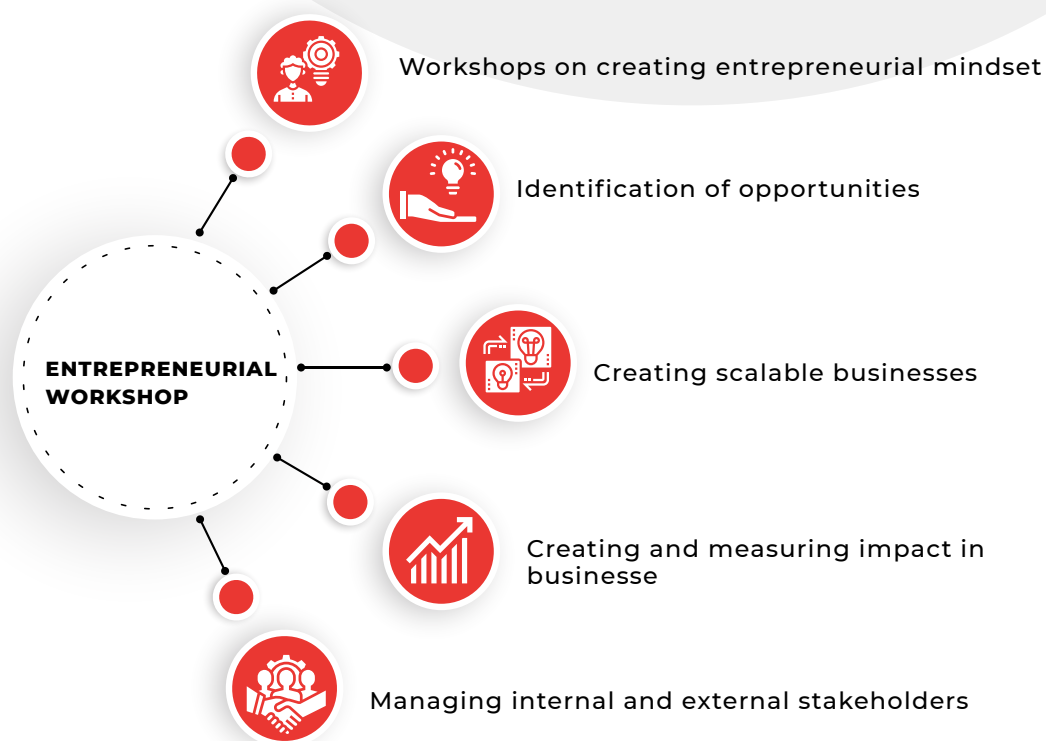 Workshops on creating entrepreneurial mindset
Identification of opportunities
ENTREPRENEURIAL
WORKSHOP
Creating scalable businesses
Creating and measuring impact in
businesse
Managing internal and external stakeholders